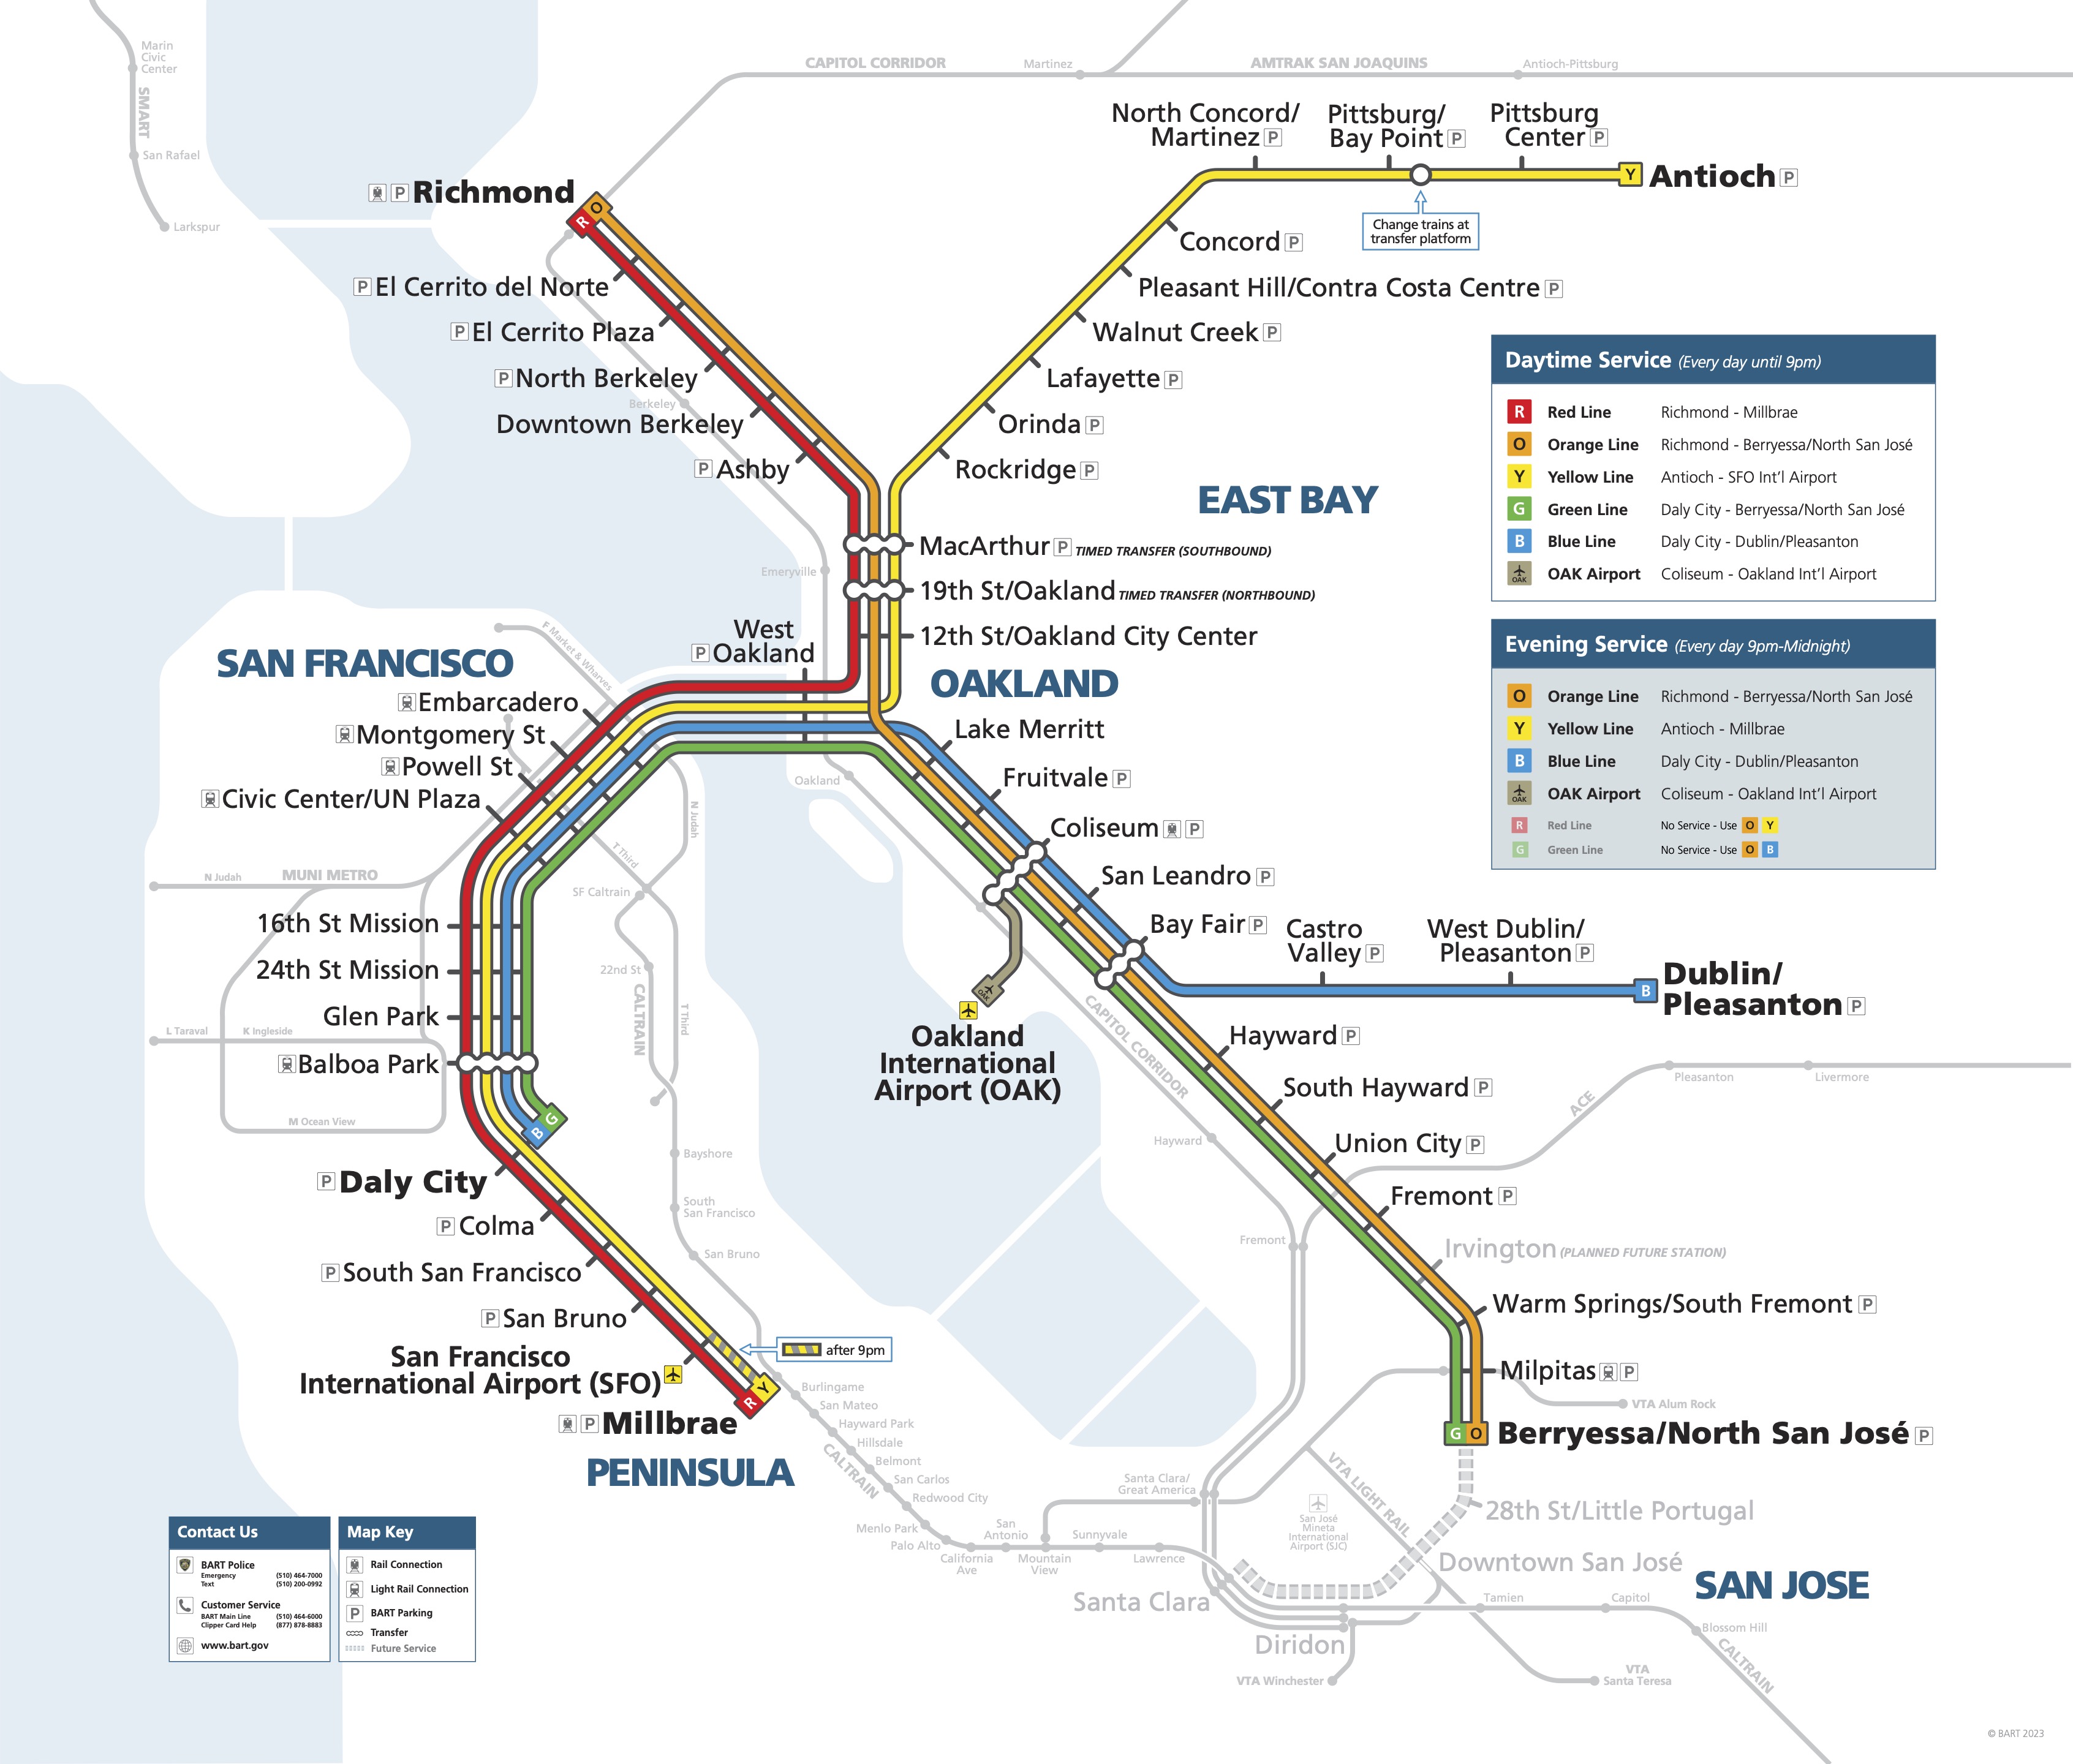 Marin
Civic
Center
SMART
San Rafael
Larkspur
CAPITOL CORRIDOR
Martinez
AMTRAK SAN JOAQUINS
Antioch-Pittsburg
North Concord/
Martinez P
Pittsburg/
Bay Point P
Pittsburg
Center P
Y Antioch P
Change trains at
transfer platform
P Richmond
R O
P El Cerrito del Norte
P El Cerrito Plaza
P North Berkeley
Berkeley
Downtown Berkeley
P Ashby
Concord P
Pleasant Hill/Contra Costa Centre P
Walnut Creek P
Lafayette P
Orinda P
Rockridge P
EAST BAY
MacArthur P TIMED TRANSFER (SOUTHBOUND)
Emeryville
19th St/Oakland TIMED TRANSFER (NORTHBOUND)
12th St/Oakland City Center
West
P Oakland
OAKLAND
Daytime Service (Every day until 9pm)
R Red Line Richmond - Millbrae
O Orange Line Richmond - Berryessa/North San José
Y Yellow Line Antioch - SFO Int'l Airport
G Green Line Daly City - Berryessa/North San José
B Blue Line Daly City - Dublin/Pleasanton
OAK OAK Airport Coliseum - Oakland Int'l Airport
Evening Service (Every day 9pm-Midnight)
O Orange Line Richmond - Berryessa/North San José
Y Yellow Line Antioch - Millbrae
B Blue Line Daly City - Dublin/Pleasanton
OAK OAK Airport Coliseum - Oakland Int'l Airport
R Red Line No Service - Use O Y
G Green Line No Service - Use O B
SAN FRANCISCO
F Market & Wharves
Embarcadero
Montgomery St
Powell St
Civic Center/UN Plaza
N Judah
T Third
N Judah
MUNI METRO
SF Caltrain
16th St Mission
24th St Mission
Glen Park
L Taraval
K Ingleside
Balboa Park
M Ocean View
22nd St
CALTRAIN
T Third
B G
P Daly City
P Colma
P South San Francisco
P San Bruno
San Francisco
International Airport (SFO)
P Millbrae
R Y
after 9pm
PENINSULA
Bayshore
South
San Francisco
San Bruno
Oakland
Lake Merritt
Fruitvale P
Coliseum P
San Leandro P
Bay Fair P
Castro
Valley P
West Dublin/
Pleasanton P
B
Dublin/
Pleasanton P
OAK
Oakland
International
Airport (OAK)
CAPITOL CORRIDOR
Hayward P
South Hayward P
Union City P
Fremont P
Hayward
Fremont
ACE
Pleasanton
Livermore
Irvington (PLANNED FUTURE STATION)
Warm Springs/South Fremont P
Milpitas P
VTA Alum Rock
G O Berryessa/North San José P
Burlingame
San Mateo
Hayward Park
Hillsdale
Belmont
San Carlos
Redwood City
CALTRAIN
Menlo Park
Palo Alto
California
Ave
San
Antonio
Mountain
View
Sunnyvale
Lawrence
Santa Clara/
Great America
San José
Mineta
International
Airport (SJC)
VTA LIGHT RAIL
28th St/Little Portugal
Downtown San José
Santa Clara
Diridon
SAN JOSE
Tamien
Capitol
Blossom Hill
CALTRAIN
VTA Winchester
VTA
Santa Teresa
Contact Us
BART Police
Emergency (510) 464-7000
Text (510) 200-0992
Customer Service
BART Main Line (510) 464-6000
Clipper Card Help (877) 878-8883
www.bart.gov
Map Key
Rail Connection
Light Rail Connection
P BART Parking
Transfer
Future Service
© BART 2023